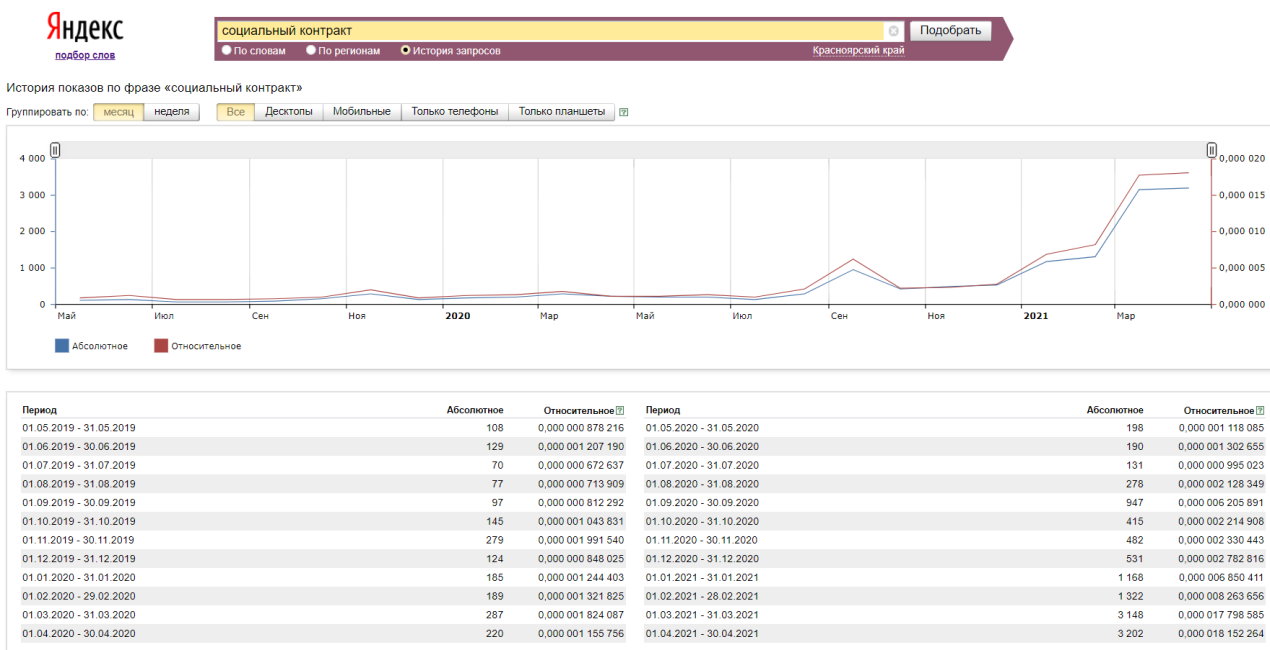 Яндекс
подбор слов
социальный контракт
Подобрать
По словам По регионам История запросов Красноярский край
История показов по фразе «социальный контракт»
Группировать по: месяц неделя Все Десктопы Мобильные Только телефоны Только планшеты ?
4 000 0,000 020
3 000 0,000 015
2 000 0,000 010
1 000 0,000 005
0 0,000 000
Май Июл Сен Ноя 2020 Мар Май Июл Сен Ноя 2021 Мар
Абсолютное Относительное
Период Абсолютное Относительное ? Период Абсолютное Относительное ?
01.05.2019 - 31.05.2019 108 0,000 000 878 216 01.05.2020 - 31.05.2020 198 0,000 001 118 085
01.06.2019 - 30.06.2019 129 0,000 001 207 190 01.06.2020 - 30.06.2020 190 0,000 001 302 655
01.07.2019 - 31.07.2019 70 0,000 000 672 637 01.07.2020 - 31.07.2020 131 0,000 000 995 023
01.08.2019 - 31.08.2019 77 0,000 000 713 909 01.08.2020 - 31.08.2020 278 0,000 002 128 349
01.09.2019 - 30.09.2019 97 0,000 000 812 292 01.09.2020 - 30.09.2020 947 0,000 006 205 891
01.10.2019 - 31.10.2019 145 0,000 001 043 831 01.10.2020 - 31.10.2020 415 0,000 002 214 908
01.11.2019 - 30.11.2019 279 0,000 001 991 540 01.11.2020 - 30.11.2020 482 0,000 002 330 443
01.12.2019 - 31.12.2019 124 0,000 000 848 025 01.12.2020 - 31.12.2020 531 0,000 002 782 816
01.01.2020 - 31.01.2020 185 0,000 001 244 403 01.01.2021 - 31.01.2021 1 168 0,000 006 850 411
01.02.2020 - 29.02.2020 189 0,000 001 321 825 01.02.2021 - 28.02.2021 1 322 0,000 008 263 656
01.03.2020 - 31.03.2020 287 0,000 001 824 087 01.03.2021 - 31.03.2021 3 148 0,000 017 798 585
01.04.2020 - 30.04.2020 220 0,000 001 155 756 01.04.2021 - 30.04.2021 3 202 0,000 018 152 264